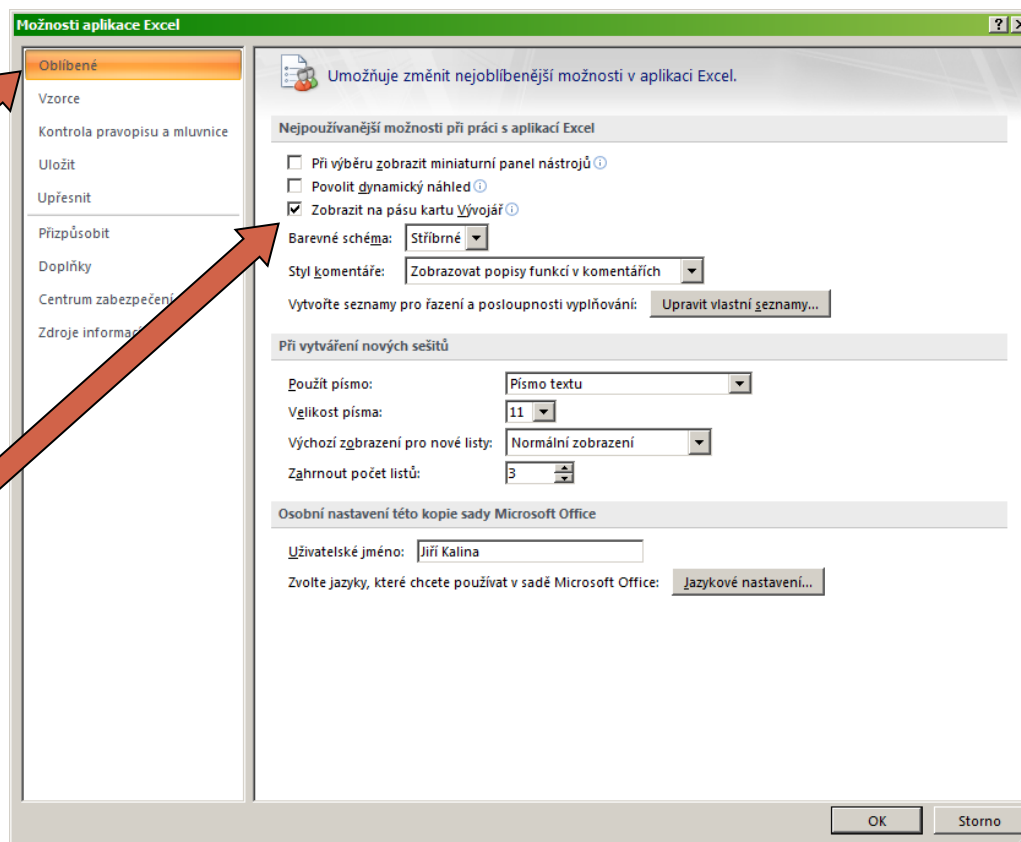 Možnosti aplikace Excel
Oblíbené
Vzorce
Kontrola pravopisu a mluvnice
Uložit
Upřesnit
Přizpůsobit
Doplňky
Centrum zabezpečení
Zdroje informací
Umožňuje změnit nejoblíbenější možnosti v aplikaci Excel.
Nejpoužívanější možnosti při práci s aplikací Excel
Při výběru zobrazit miniaturní panel nástrojů
Povolit dynamický náhled
Zobrazit na pásu kartu Vývojář
Barevné schéma: Stříbrné
Styl komentáře: Zobrazovat popisy funkcí v komentářích
Vytvořte seznamy pro řazení a posloupnosti vyplňování: Upravit vlastní seznamy...
Při vytváření nových sešitů
Použít písmo: Písmo textu
Velikost písma: 11
Výchozí zobrazení pro nové listy: Normální zobrazení
Zahrnout počet listů: 3
Osobní nastavení této kopie sady Microsoft Office
Uživatelské jméno: Jiří Kalina
Zvolte jazyky, které chcete používat v sadě Microsoft Office: Jazykové nastavení...
OK Storno